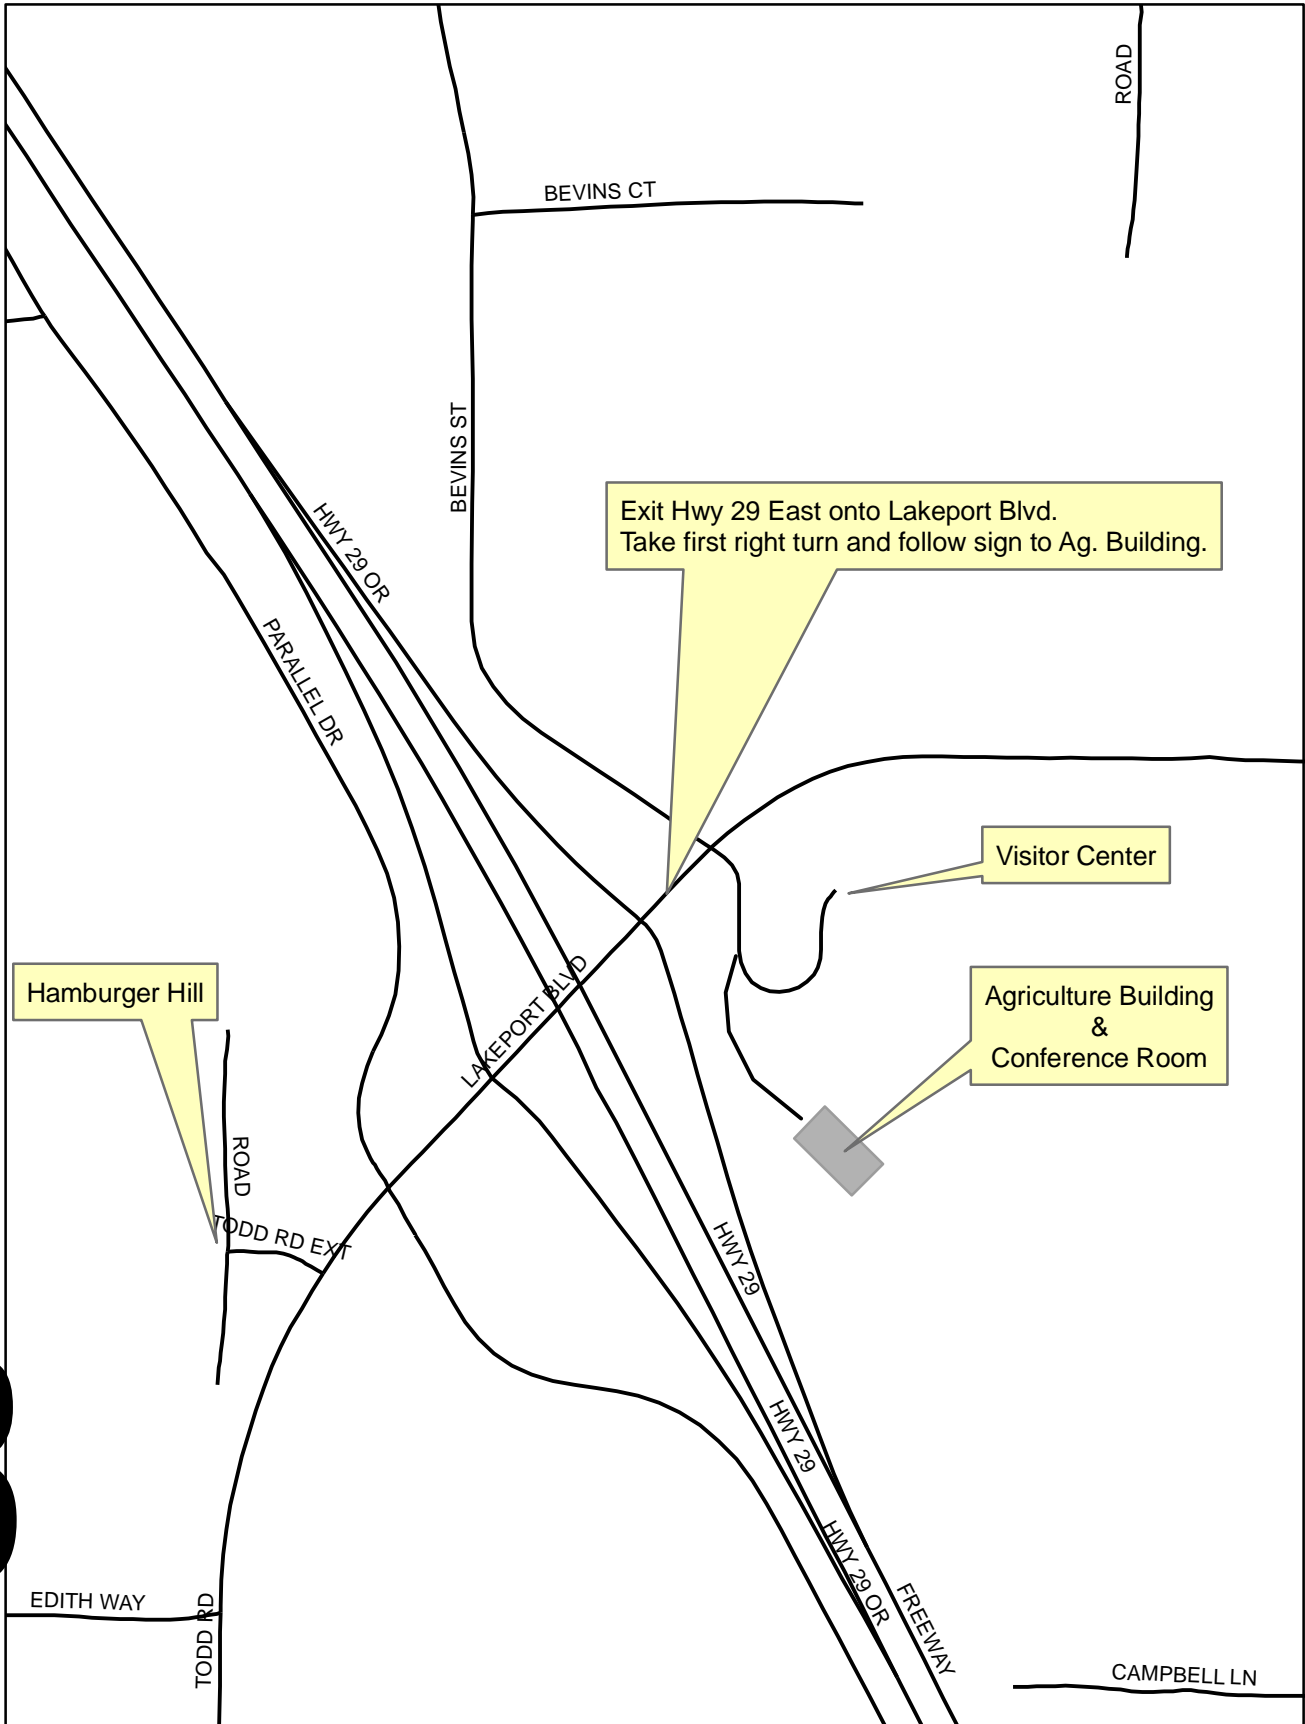 ROAD
BEVINS CT
BEVINS ST
Exit Hwy 29 East onto Lakeport Blvd.
Take first right turn and follow sign to Ag. Building.
HWY 29 OR
PARALLEL DR
Visitor Center
Hamburger Hill
LAKEPORT BLVD
Agriculture Building
&
Conference Room
ROAD
TODD RD EXT
HWY 29
HWY 29
HWY 29 OR
FREEWAY
EDITH WAY
TODD RD
CAMPBELL LN